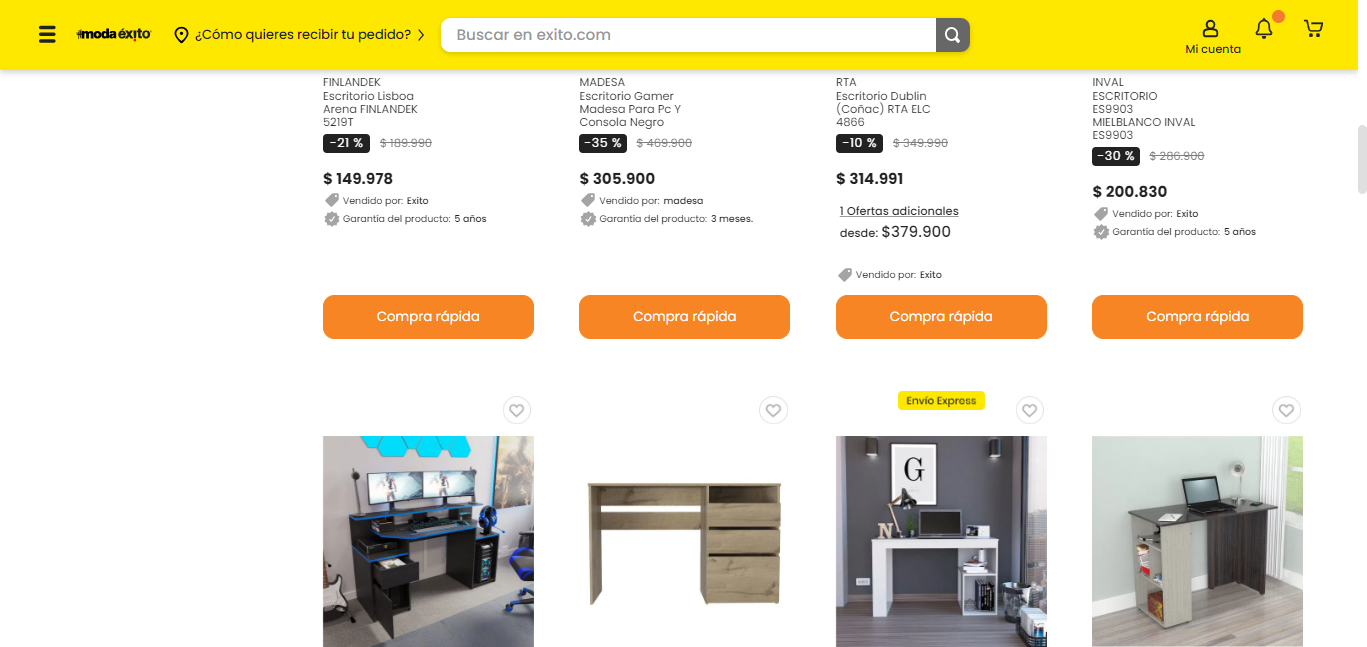 moda éxito
¿Cómo quieres recibir tu pedido?
Buscar en exito.com
Mi cuenta
FINLANDEK
Escritorio Lisboa
Arena FINLANDEK
5219T
-21 %
$ 189.990
$ 149.978
Vendido por: Exito
Garantía del producto: 5 años
Compra rápida
MADESA
Escritorio Gamer
Madesa Para Pc Y
Consola Negro
-35 %
$ 469.900
$ 305.900
Vendido por: madesa
Garantía del producto: 3 meses.
Compra rápida
RTA
Escritorio Dublin
(Coñac) RTA ELC
4866
-10 %
$ 349.990
$ 314.991
1 Ofertas adicionales
desde: $379.900
Vendido por: Exito
Compra rápida
INVAL
ESCRITORIO
ES9903
MIELBLANCO INVAL
ES9903
-30 %
$ 286.900
$ 200.830
Vendido por: Exito
Garantía del producto: 5 años
Compra rápida
Envío Express
G
N